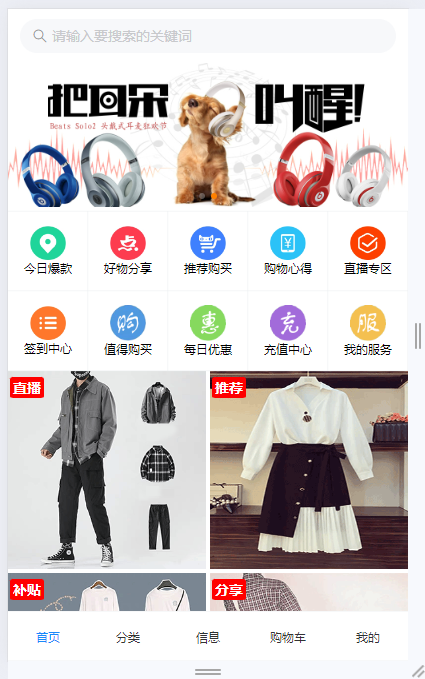 请输入要搜索的关键词
把耳朵 叫醒!
Beats Solo2 头戴式耳麦狂欢节
今日爆款 好物分享 推荐购买 购物心得 直播专区
购 惠 充 服
签到中心 值得购买 每日优惠 充值中心 我的服务
直播 推荐
补贴 分享
首页 分类 信息 购物车 我的